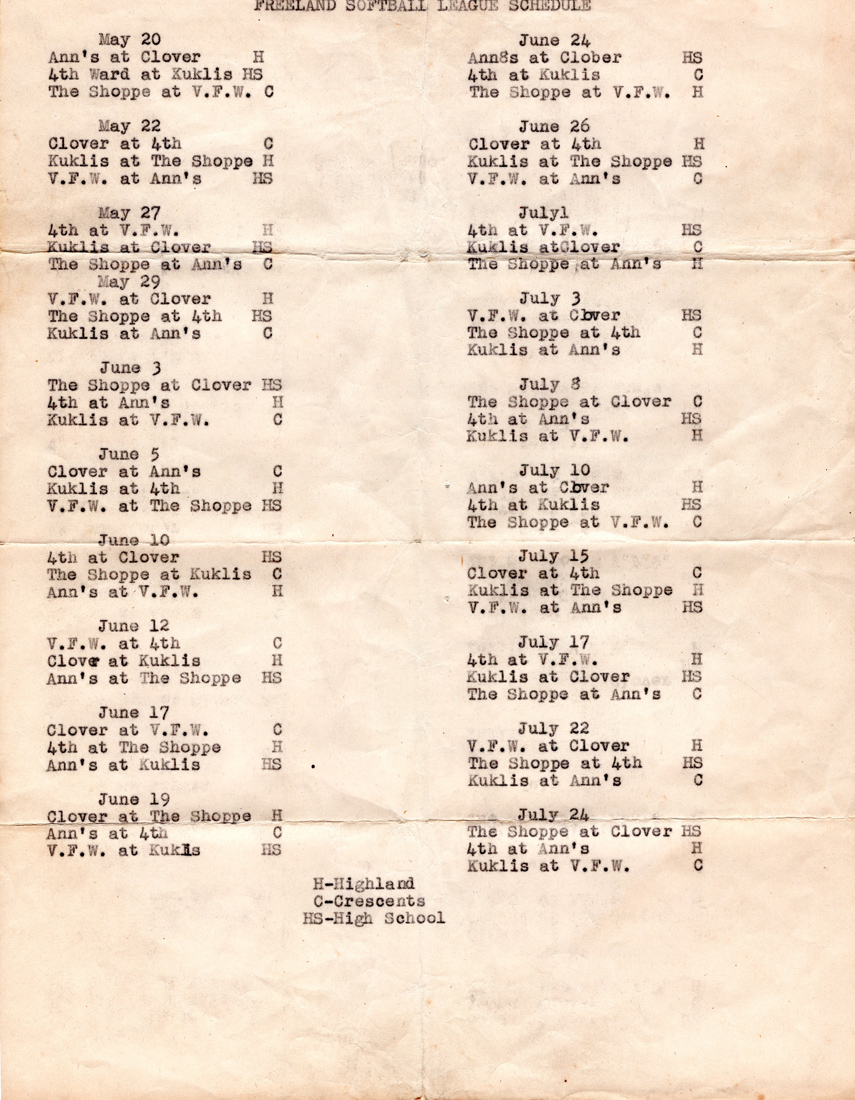 FREELAND SOFTBALL LEAGUE SCHEDULE
May 20
Ann's at Clover H
4th Ward at Kuklis HS
The Shoppe at V.F.W. C
May 22
Clover at 4th C
Kuklis at The Shoppe H
V.F.W. at Ann's HS
May 27
4th at V.F.W. H
Kuklis at Clover HS
The Shoppe at Ann's C
May 29
V.F.W. at Clover H
The Shoppe at 4th HS
Kuklis at Ann's C
June 3
The Shoppe at Clover HS
4th at Ann's H
Kuklis at V.F.W. C
June 5
Clover at Ann's C
Kuklis at 4th H
V.F.W. at The Shoppe HS
June 10
4th at Clover HS
The Shoppe at Kuklis C
Ann's at V.F.W. H
June 12
V.F.W. at 4th C
Clover at Kuklis H
Ann's at The Shoppe HS
June 17
Clover at V.F.W. C
4th at The Shoppe H
Ann's at Kuklis HS
June 19
Clover at The Shoppe H
Ann's at 4th C
V.F.W. at Kuklis HS
June 24
Ann8s at Clober HS
4th at Kuklis C
The Shoppe at V.F.W. H
June 26
Clover at 4th H
Kuklis at The Shoppe HS
V.F.W. at Ann's C
July1
4th at V.F.W. HS
Kuklis atClover C
The Shoppe at Ann's H
July 3
V.F.W. at Clover HS
The Shoppe at 4th C
Kuklis at Ann's H
July 8
The Shoppe at Clover C
4th at Ann's HS
Kuklis at V.F.W. H
July 10
Ann's at Clover H
4th at Kuklis HS
The Shoppe at V.F.W. C
July 15
Clover at 4th C
Kuklis at The Shoppe H
V.F.W. at Ann's HS
July 17
4th at V.F.W. H
Kuklis at Clover HS
The Shoppe at Ann's C
July 22
V.F.W. at Clover H
The Shoppe at 4th HS
Kuklis at Ann's C
July 24
The Shoppe at Clover HS
4th at Ann's H
Kuklis at V.F.W. C
H-Highland
C-Crescents
HS-High School